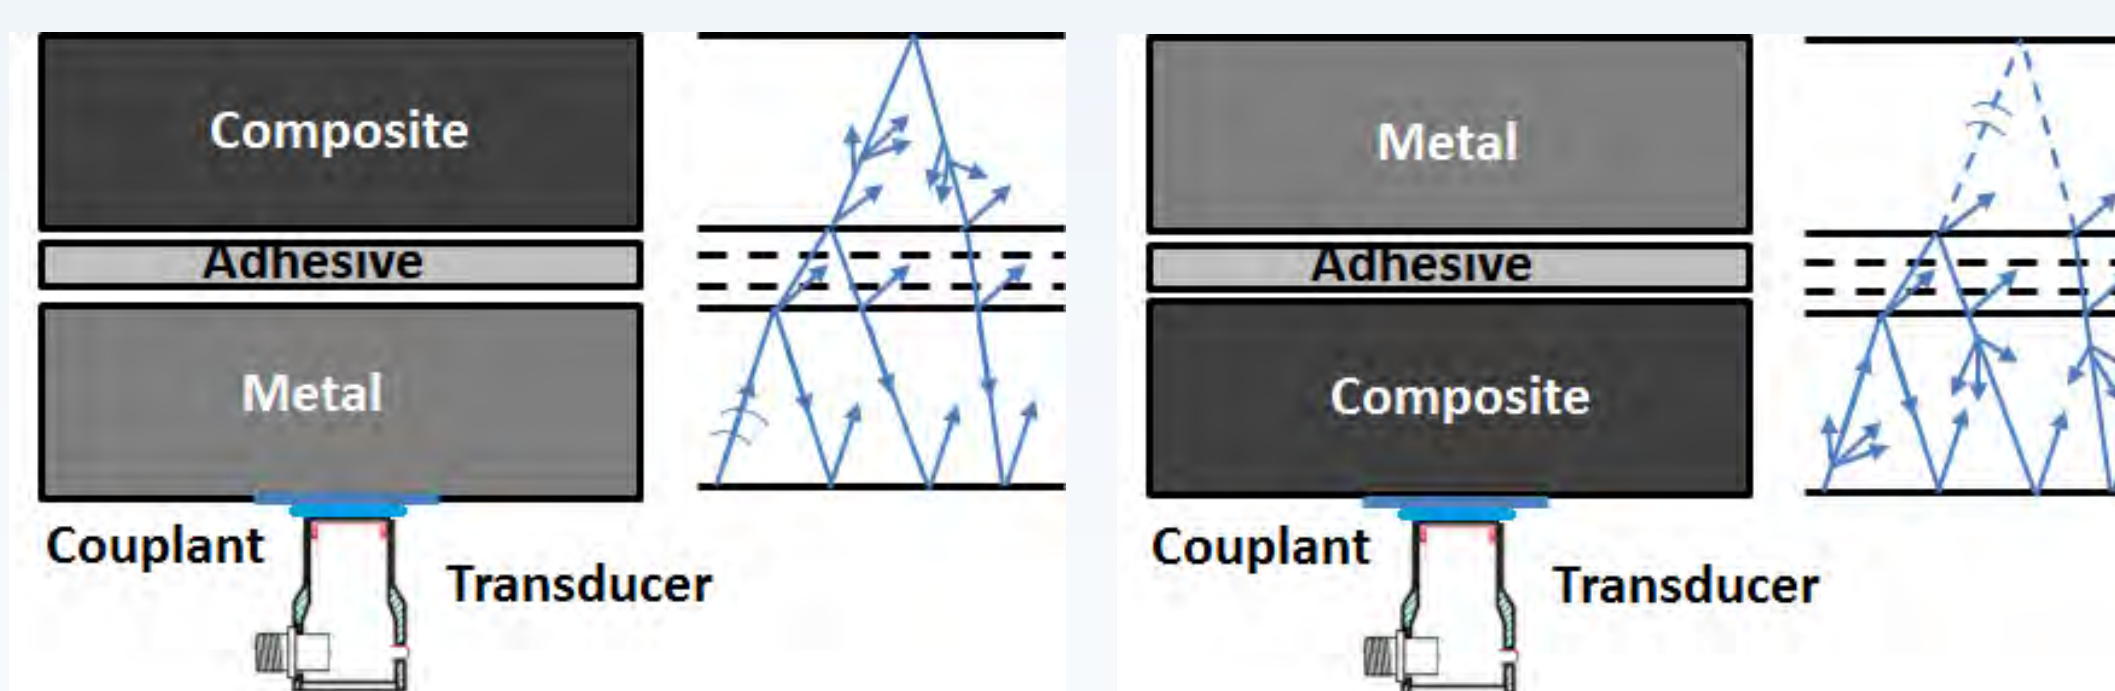 Composite
Adhesive
Metal
Couplant
Transducer
Metal
Adhesive
Composite
Couplant
Transducer